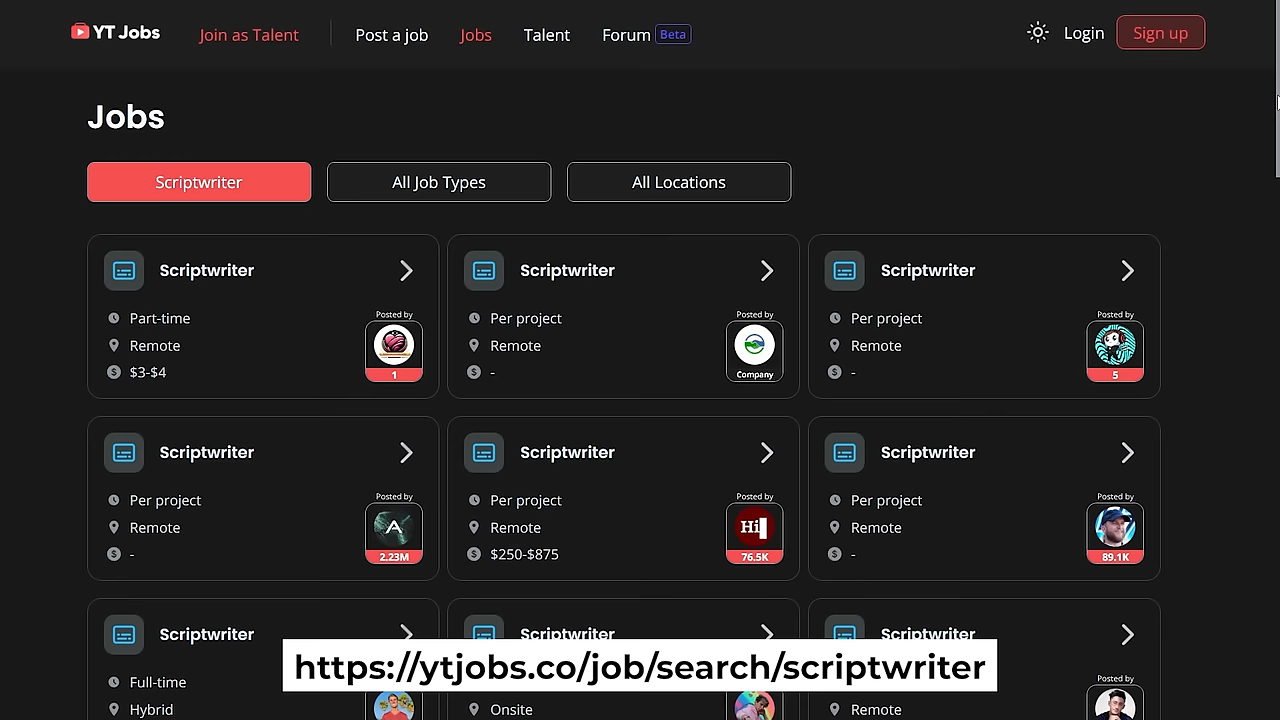 YT Jobs
Join as Talent
Post a job
Jobs
Talent
Forum Beta
Login
Sign up
Jobs
Scriptwriter
All Job Types
All Locations
Scriptwriter
Part-time
Remote
$3-$4
Posted by
1
Scriptwriter
Per project
Remote
-
Posted by
Company
Scriptwriter
Per project
Remote
-
Posted by
5
Scriptwriter
Per project
Remote
-
Posted by
A
2.23M
Scriptwriter
Per project
Remote
$250-$875
Posted by
Hi
76.5K
Scriptwriter
Per project
Remote
-
Posted by
89.1K
Scriptwriter
Full-time
Hybrid
Scriptwriter
Onsite
Scriptwriter
Remote
Posted by
https://ytjobs.co/job/search/scriptwriter